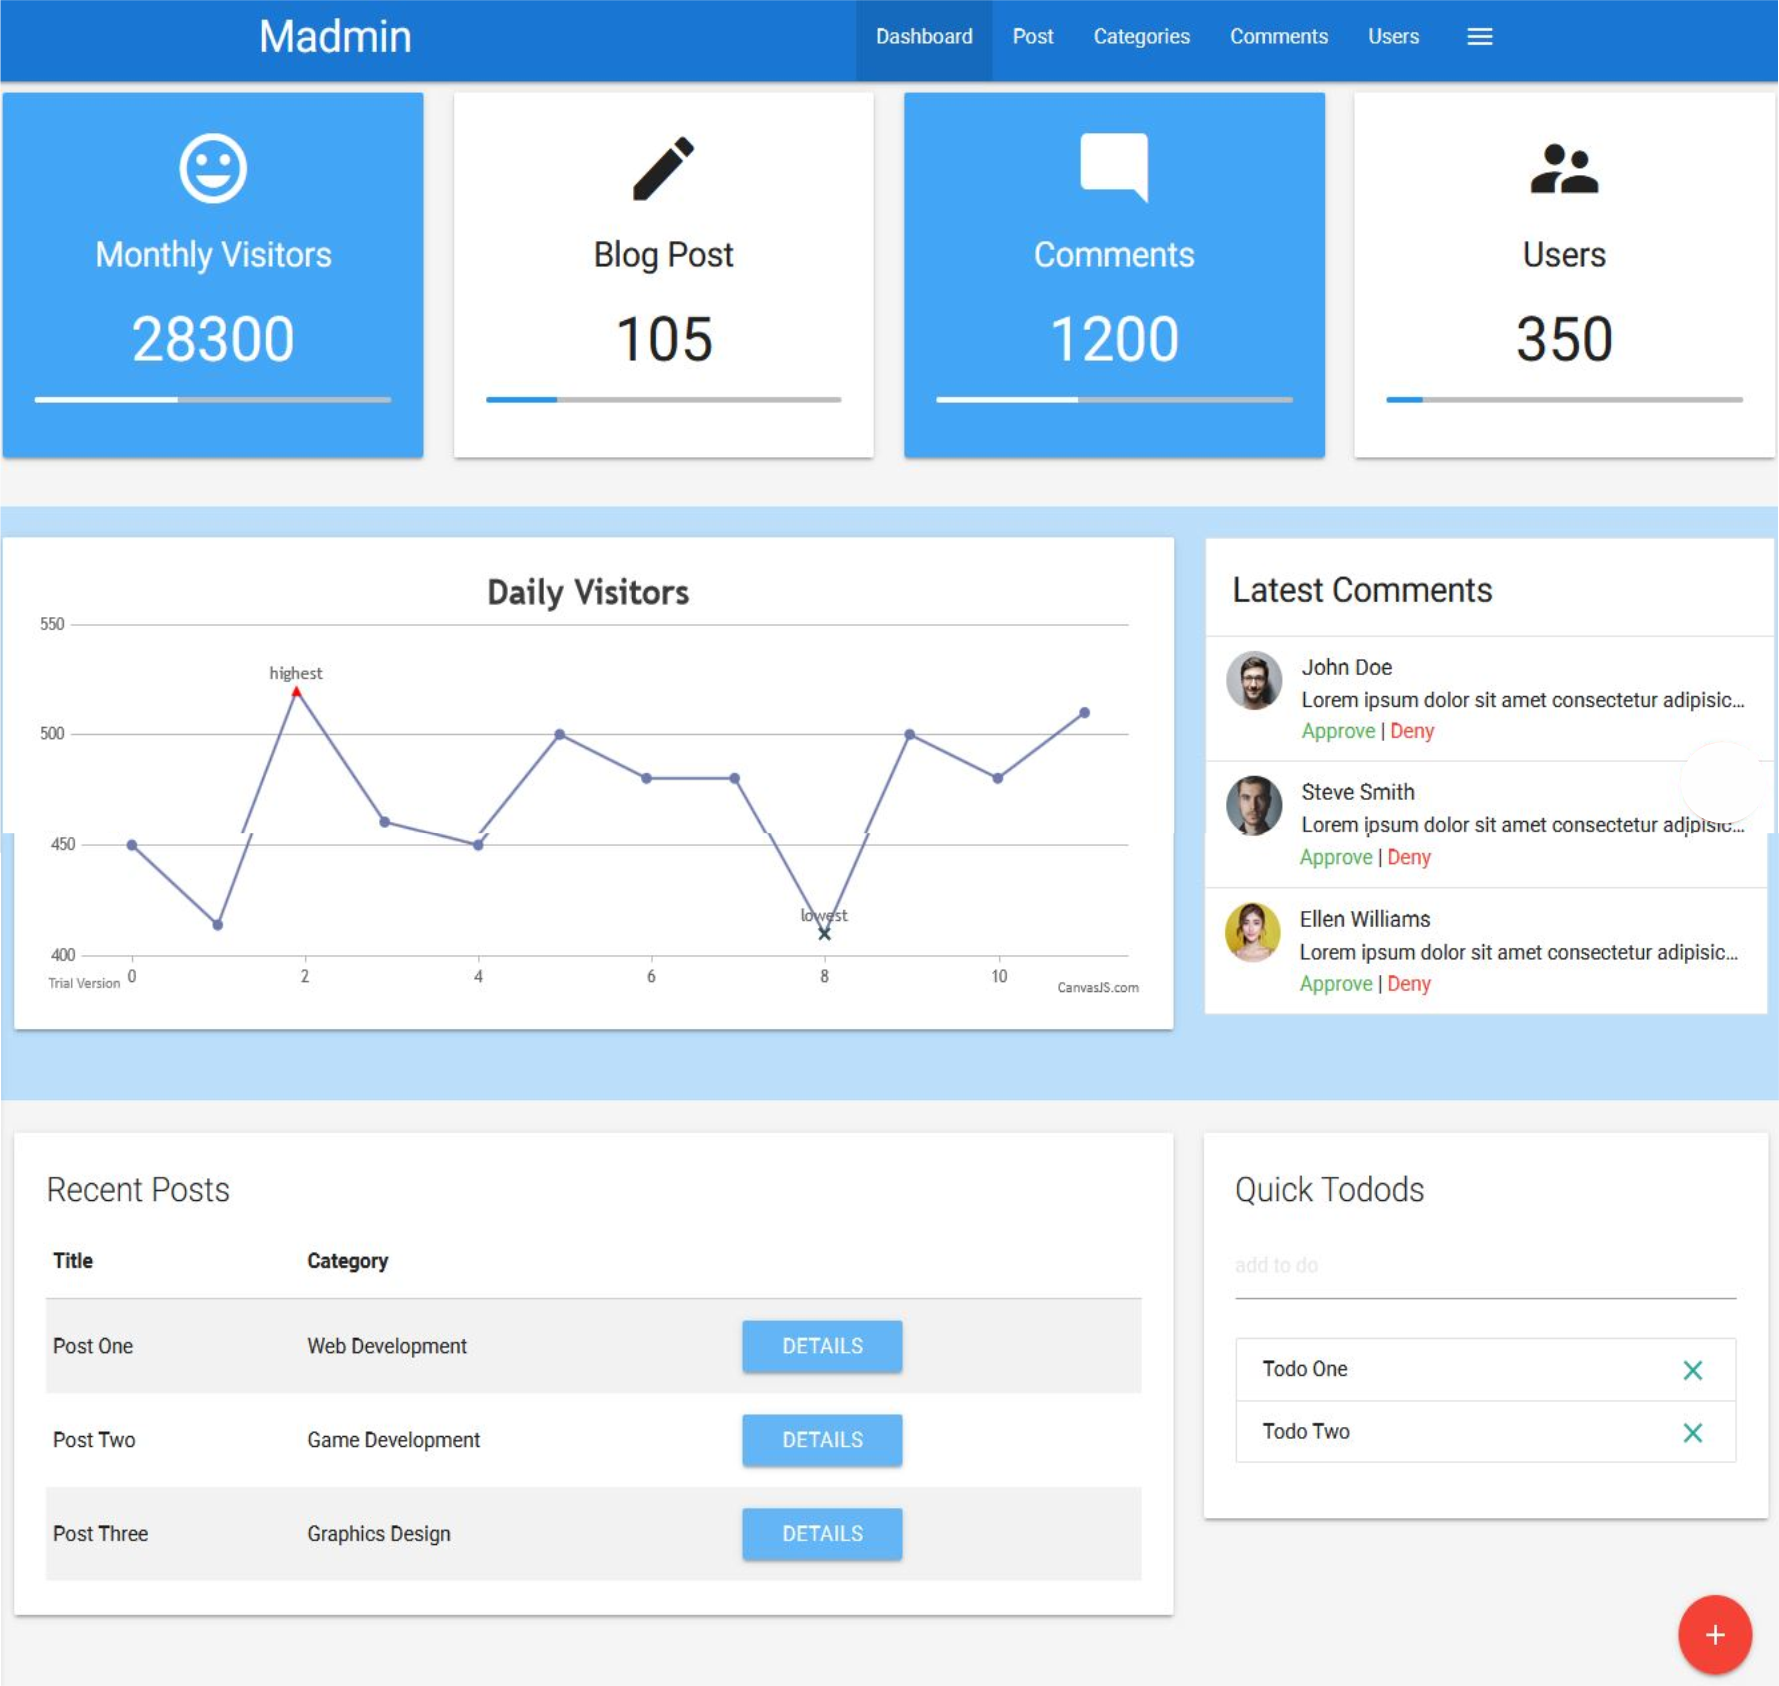 Madmin
Dashboard Post Categories Comments Users
Monthly Visitors
28300
Blog Post
105
Comments
1200
Users
350
Daily Visitors
550
500
450
400
highest
lowest
0 2 4 6 8 10
Trial Version
CanvasJS.com
Latest Comments
John Doe
Lorem ipsum dolor sit amet consectetur adipisic...
Approve | Deny
Steve Smith
Lorem ipsum dolor sit amet consectetur adipisic...
Approve | Deny
Ellen Williams
Lorem ipsum dolor sit amet consectetur adipisic...
Approve | Deny
Recent Posts
Title Category
Post One Web Development DETAILS
Post Two Game Development DETAILS
Post Three Graphics Design DETAILS
Quick Todods
add to do
Todo One
Todo Two
+